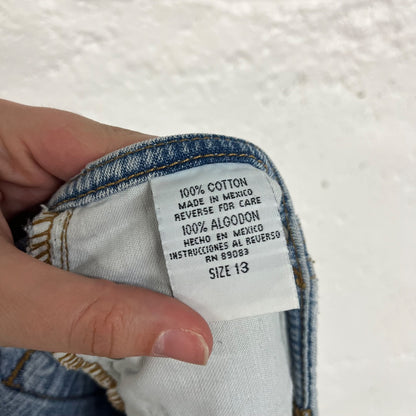 100% COTTON
MADE IN MEXICO
REVERSE FOR CARE
100% ALGODON
HECHO EN MEXICO
INSTRUCCIONES AL REVERSO
RN 89083
SIZE 13